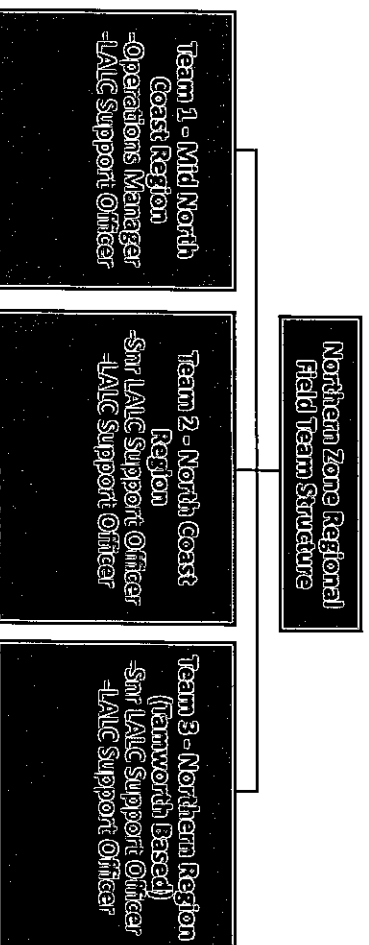 Northern Zone Regional
Field Team Structure
Team 1 - Mid North
Coast Region
-Operations Manager
-LALC Support Officer
Team 2 - North Coast
Region
-Snr LALC Support Officer
-LALC Support Officer
Team 3 - Northern Region
(Tamworth Based)
-Snr LALC Support Officer
-LALC Support Officer